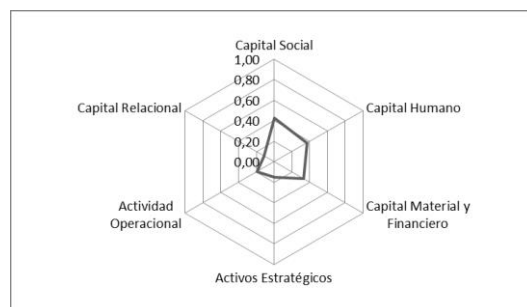 Capital Social
1,00
0,80
0,60
0,40
0,20
0,00
Capital Relacional
Capital Humano
Actividad
Operacional
Capital Material y
Financiero
Activos Estratégicos